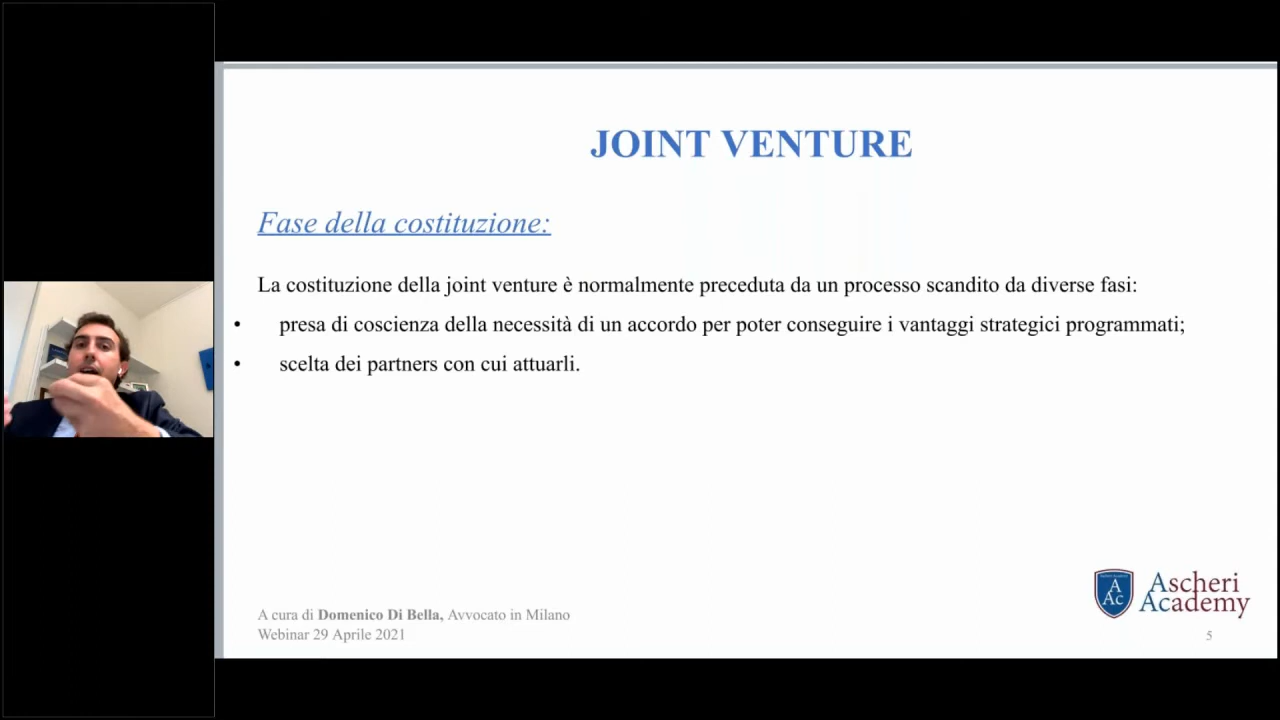 JOINT VENTURE
Fase della costituzione:
La costituzione della joint venture è normalmente preceduta da un processo scandito da diverse fasi:
• presa di coscienza della necessità di un accordo per poter conseguire i vantaggi strategici programmati;
• scelta dei partners con cui attuarli.
A cura di Domenico Di Bella, Avvocato in Milano
Webinar 29 Aprile 2021
A
Ac
Ascheri
Academy
5